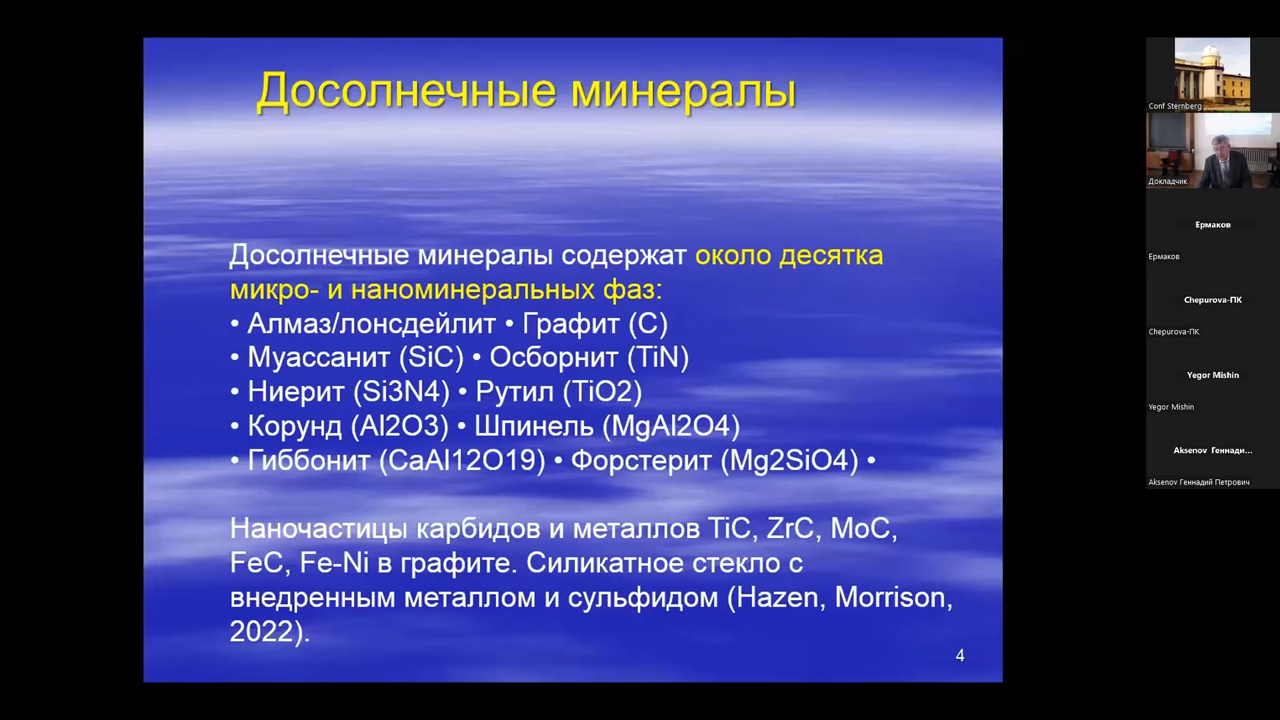 Досолнечные минералы
Досолнечные минералы содержат около десятка
микро- и наноминеральных фаз:
• Алмаз/лонсдейлит • Графит (C)
• Муассанит (SiC) • Осборнит (TiN)
• Ниерит (Si3N4) • Рутил (TiO2)
• Корунд (Al2O3) • Шпинель (MgAl2O4)
• Гиббонит (CaAl12O19) • Форстерит (Mg2SiO4) •
Наночастицы карбидов и металлов TiC, ZrC, MoC,
FeC, Fe-Ni в графите. Силикатное стекло с
внедренным металлом и сульфидом (Hazen, Morrison,
2022).
4
Conf Sternberg
Докладчик
Ермаков
Ермаков
Chepurova-ПК
Chepurova-ПК
Yegor Mishin
Yegor Mishin
Aksenov Геннади...
Aksenov Геннадий Петрович